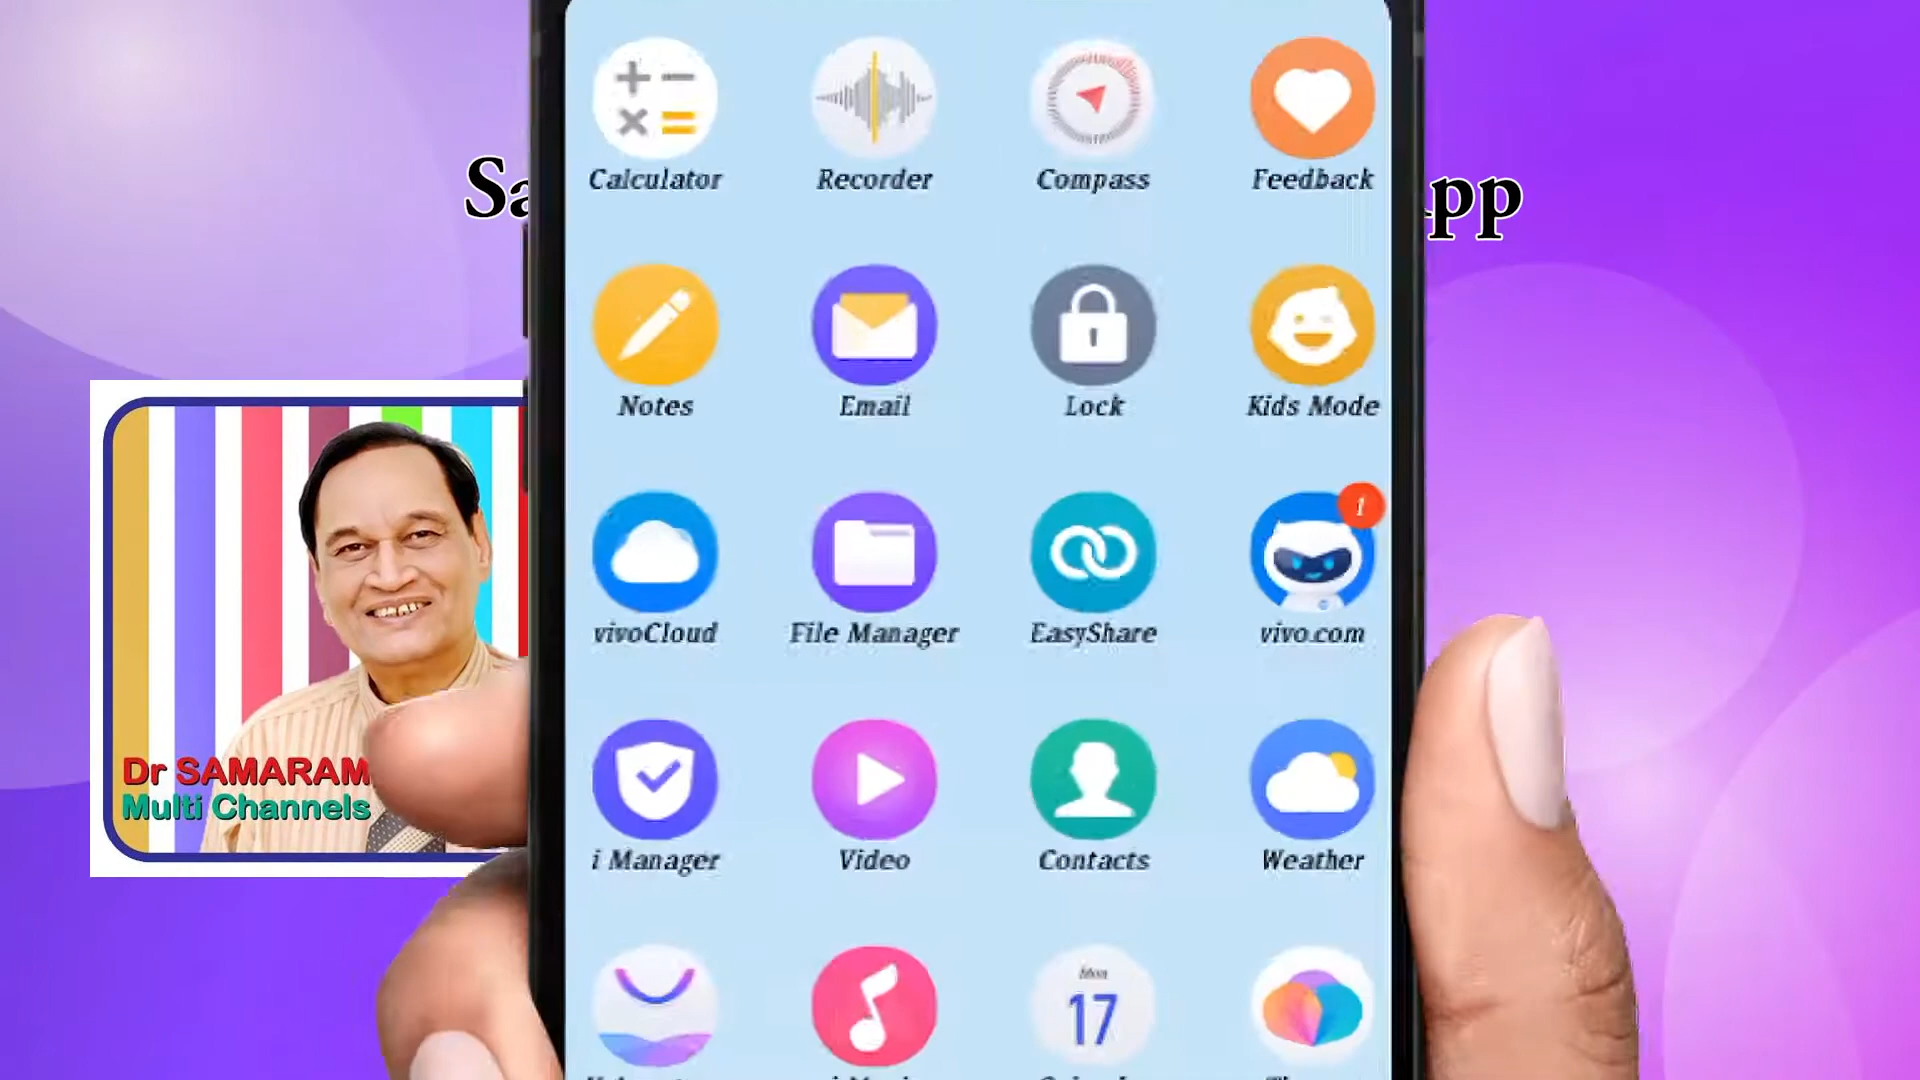 Calculator Recorder Compass Feedback
Sa pp
Notes Email Lock Kids Mode
1
vivoCloud File Manager EasyShare vivo.com
Dr SAMARAM
Multi Channels
i Manager Video Contacts Weather
Mon
17